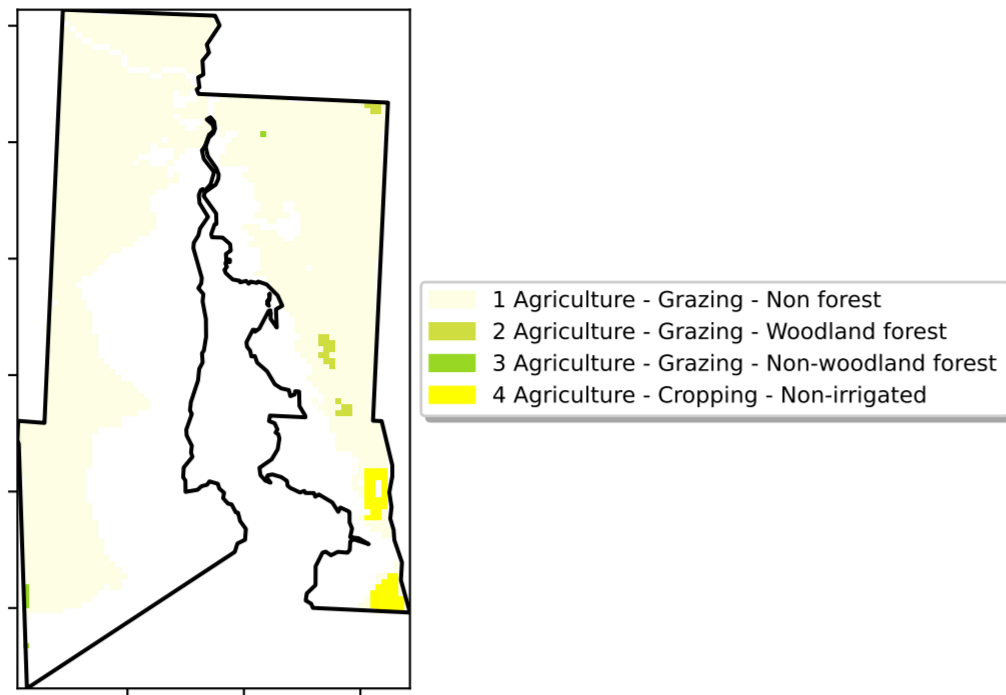 1 Agriculture - Grazing - Non forest
2 Agriculture - Grazing - Woodland forest
3 Agriculture - Grazing - Non-woodland forest
4 Agriculture - Cropping - Non-irrigated